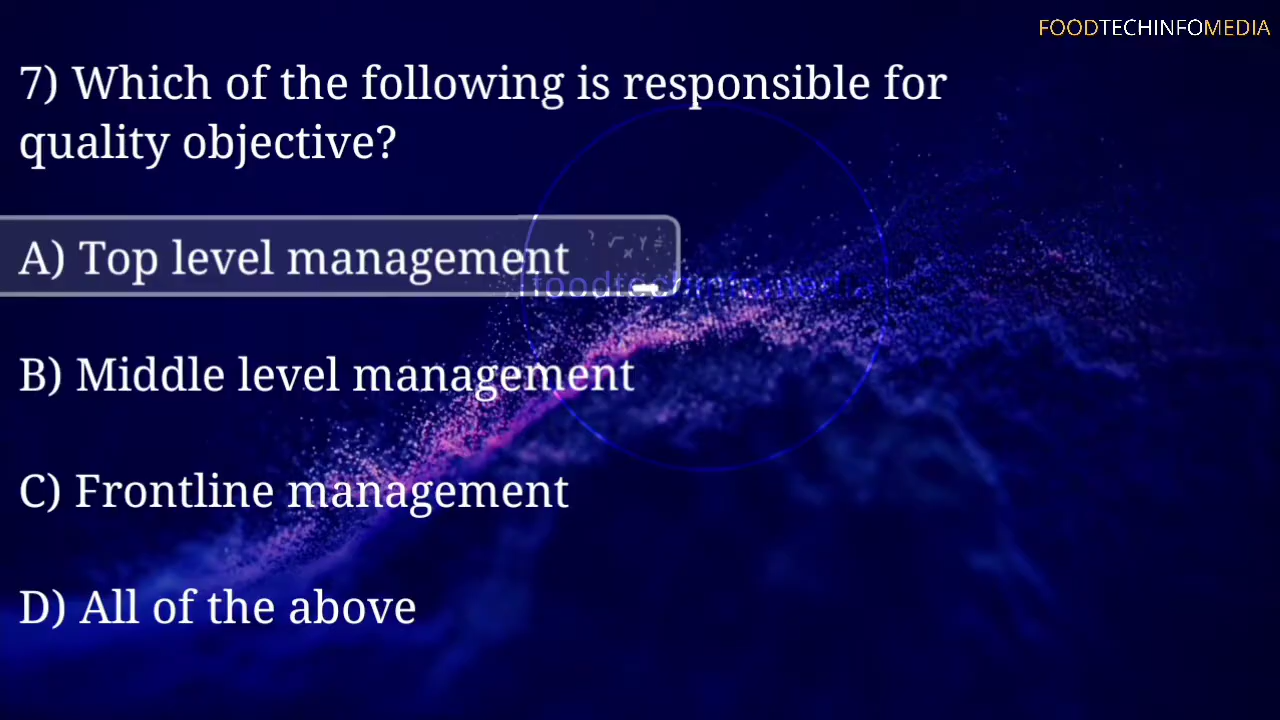 FOODTECHINFOMEDIA
7) Which of the following is responsible for
quality objective?
A) Top level management
B) Middle level management
C) Frontline management
D) All of the above